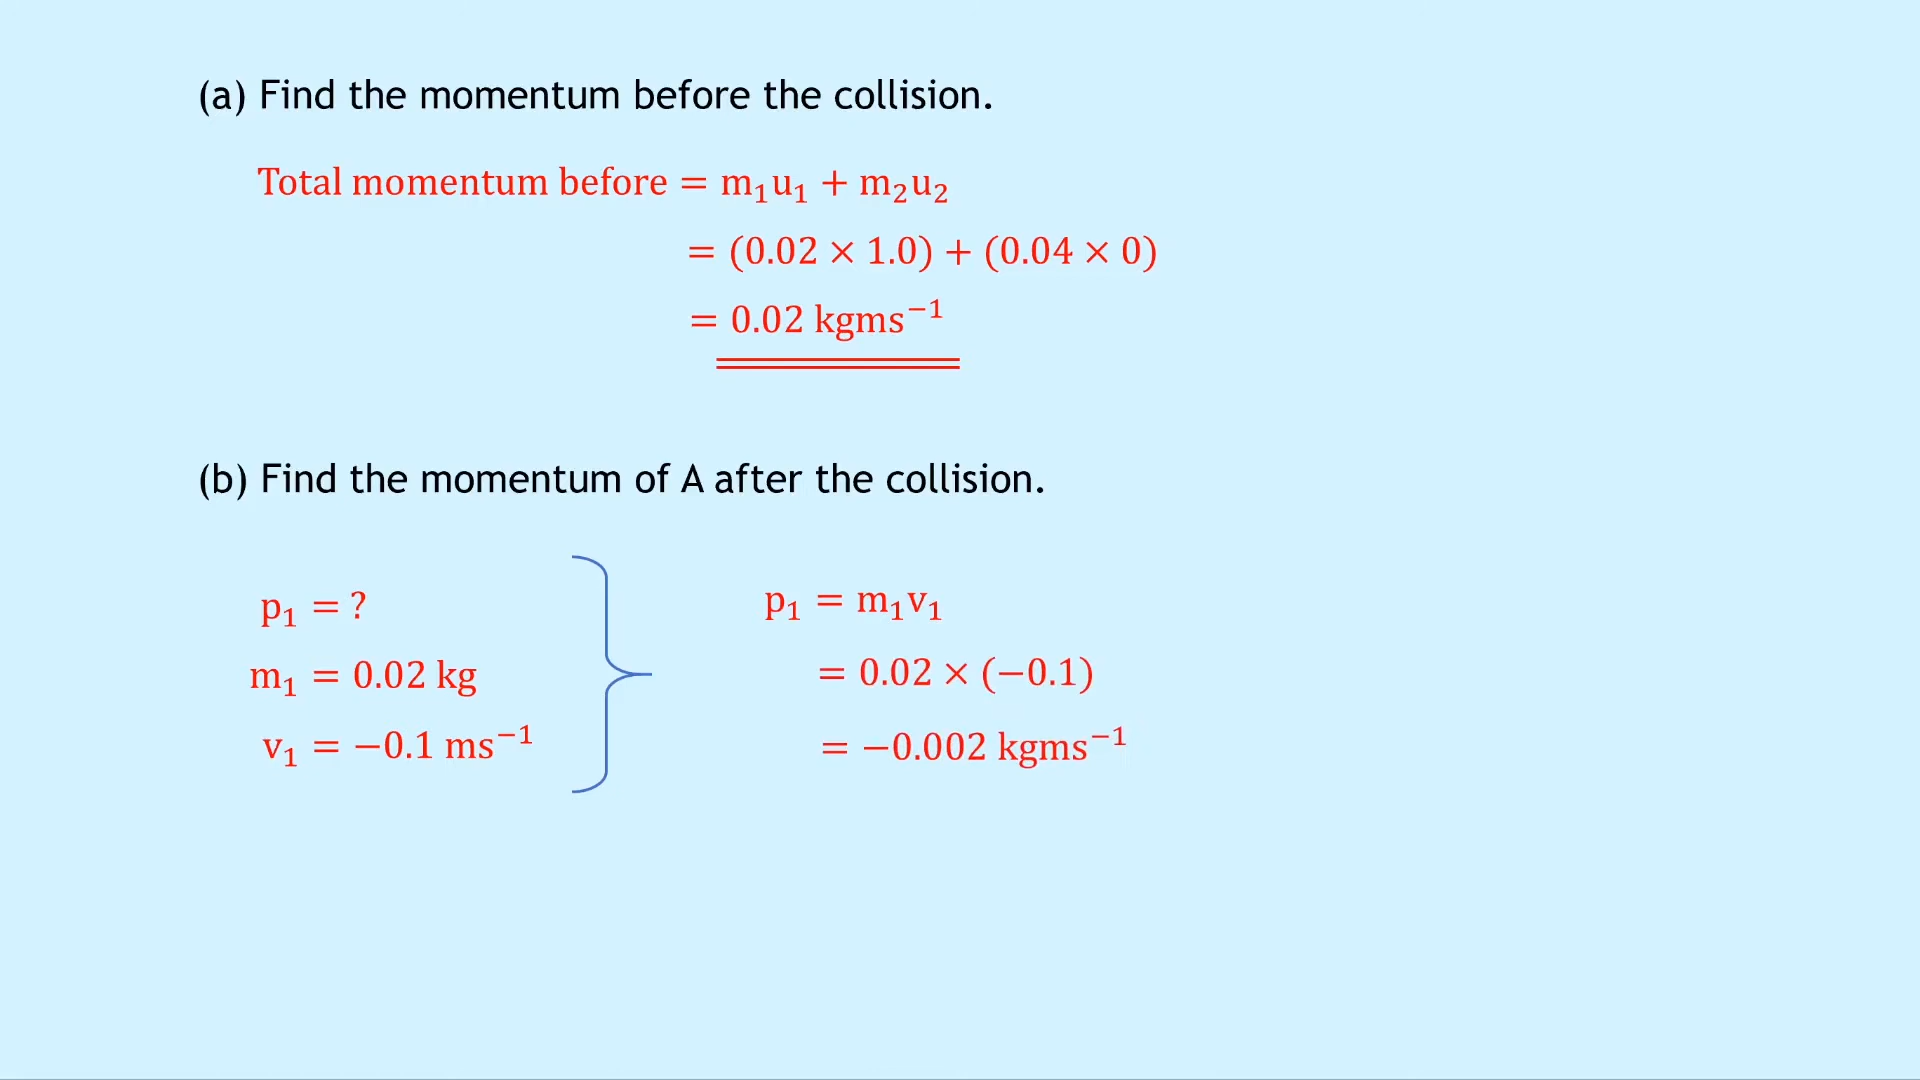 (a) Find the momentum before the collision.
Total momentum before = m₁u₁ + m₂u₂
= (0.02 × 1.0) + (0.04 × 0)
= 0.02 kgms⁻¹
(b) Find the momentum of A after the collision.
p₁ = ?
m₁ = 0.02 kg
v₁ = −0.1 ms⁻¹
p₁ = m₁v₁
= 0.02 × (−0.1)
= −0.002 kgms⁻¹